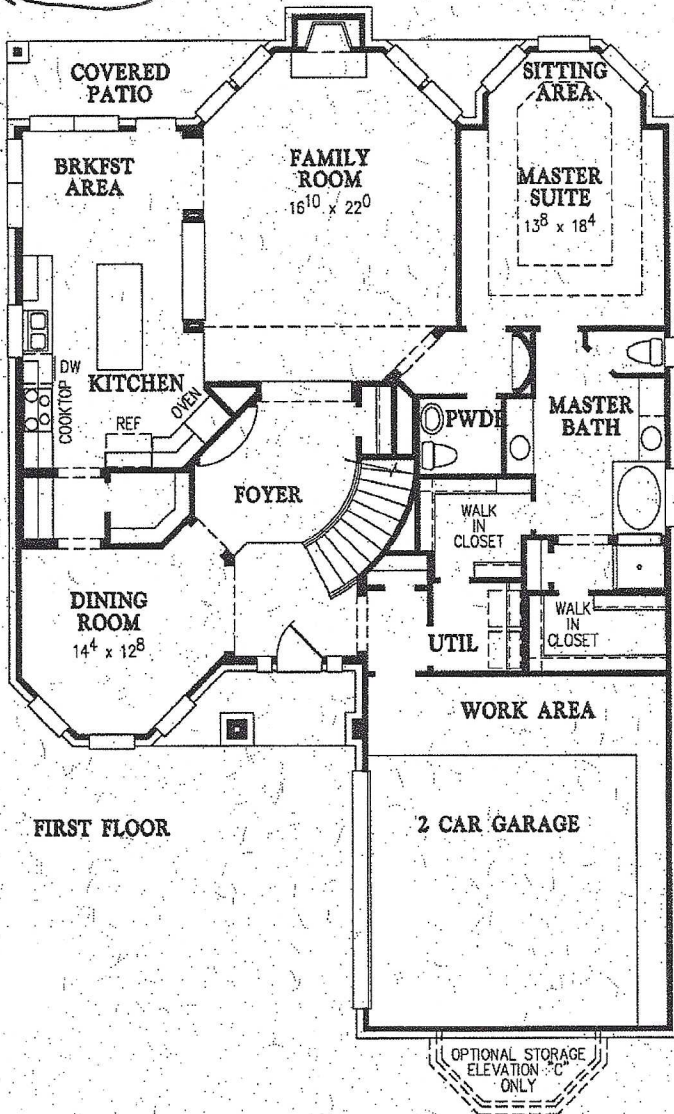 COVERED
PATIO
SITTING
AREA
BRKFST
AREA
FAMILY
ROOM
16¹⁰ x 22⁰
MASTER
SUITE
13⁸ x 18⁴
DW
COOKTOP
KITCHEN
REF
OVEN
PWDR
MASTER
BATH
FOYER
WALK
IN
CLOSET
DINING
ROOM
14⁴ x 12⁸
UTIL
WALK
IN
CLOSET
WORK AREA
FIRST FLOOR
2 CAR GARAGE
OPTIONAL STORAGE
ELEVATION "C"
ONLY